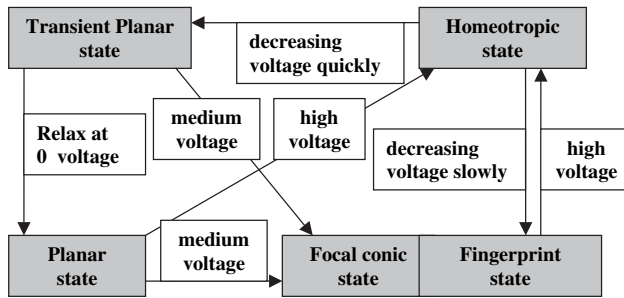 Transient Planar
state
decreasing
voltage quickly
Homeotropic
state
Relax at
0 voltage
medium
voltage
high
voltage
decreasing
voltage slowly
high
voltage
Planar
state
medium
voltage
Focal conic
state
Fingerprint
state